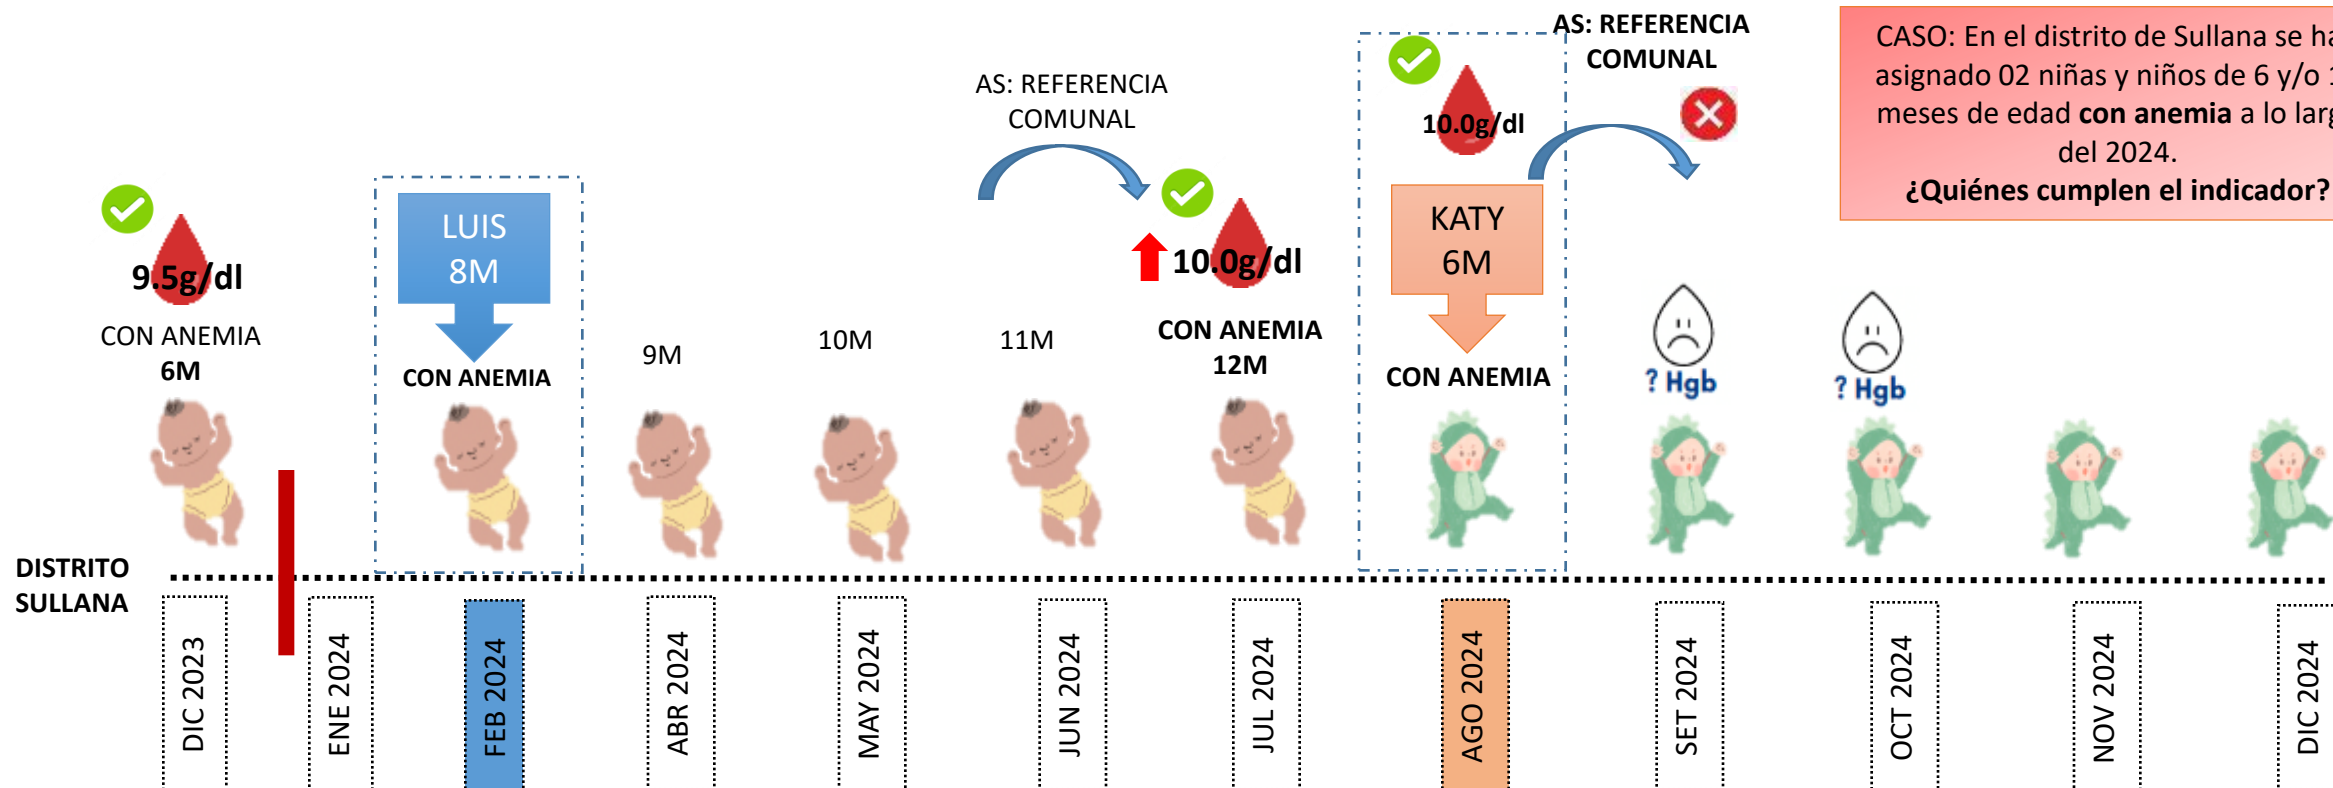 AS: REFERENCIA
COMUNAL
CASO: En el distrito de Sullana se ha
asignado 02 niñas y niños de 6 y/o
meses de edad con anemia a lo larg
del 2024.
¿Quiénes cumplen el indicador?
AS: REFERENCIA
COMUNAL
10.0g/dl
LUIS
8M
KATY
6M
9.5g/dl
10.0g/dl
CON ANEMIA
6M
CON ANEMIA
9M
10M
11M
CON ANEMIA
12M
CON ANEMIA
? Hgb
? Hgb
DISTRITO
SULLANA
DIC 2023
ENE 2024
FEB 2024
ABR 2024
MAY 2024
JUN 2024
JUL 2024
AGO 2024
SET 2024
OCT 2024
NOV 2024
DIC 2024